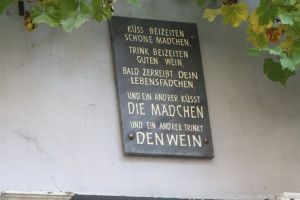 KÜSS BEIZEITEN
SCHÖNE MÄDCHEN,
TRINK BEIZEITEN
GUTEN WEIN.
BALD ZERREIẞT DEIN
LEBENSFÄDCHEN,
UND EIN ANDRER KÜSST
DIE MÄDCHEN
UND EIN ANDRER TRINKT
DEN WEIN